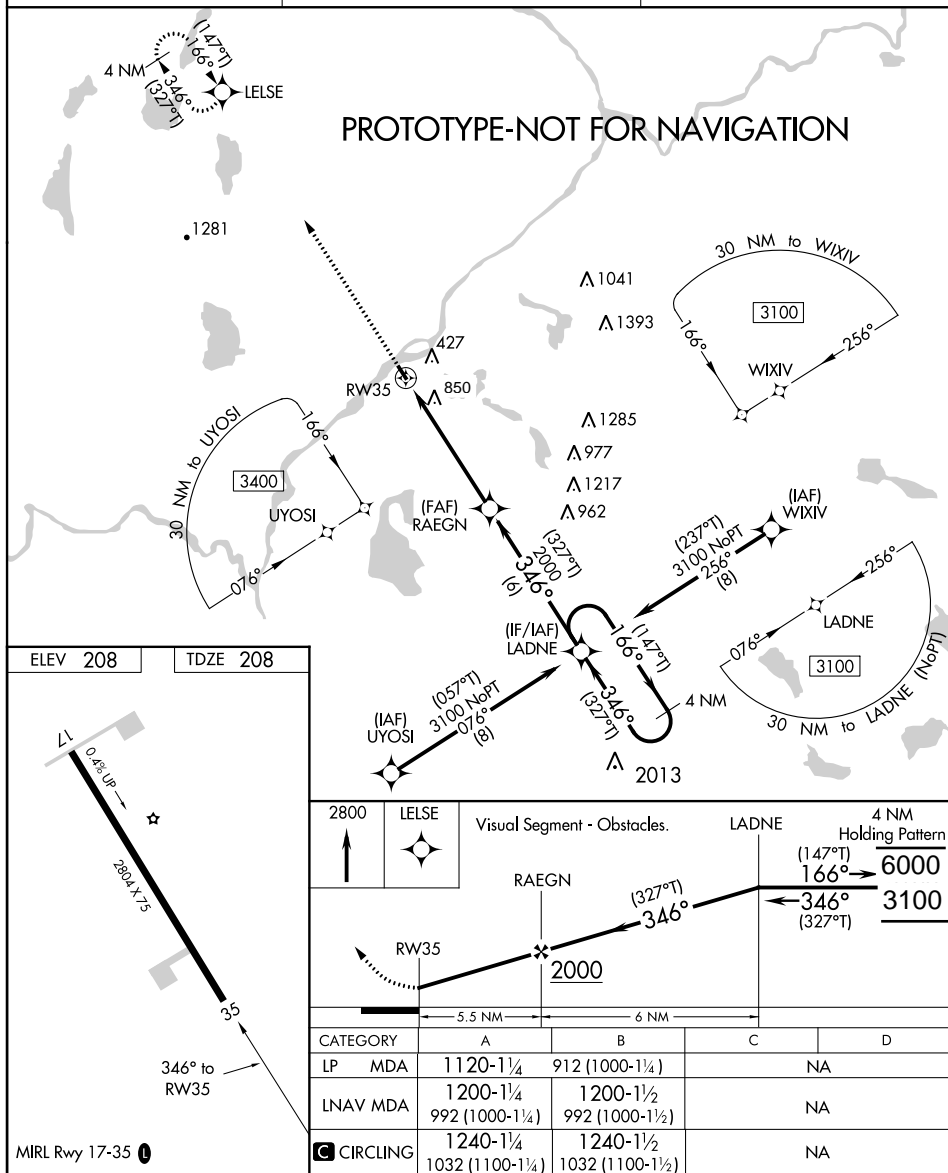 (147°T)
166°
4 NM
346°
(327°T)
LELSE
PROTOTYPE-NOT FOR NAVIGATION
1281
1041
1393
427
850
RW35
1285
977
1217
962
30 NM to WIXIV
3100
166°
256°
WIXIV
30 NM to UYOSI
166°
3400
UYOSI
076°
(FAF)
RAEGN
(IAF)
WIXIV
(237°T)
3100 NoPT
256°
(8)
(327°T)
2000
346°
(6)
(IF/IAF)
LADNE
166°
(147°T)
346°
(327°T)
4 NM
256°
LADNE
076°
3100
30 NM to LADNE (NoPT)
(057°T)
3100 NoPT
076°
(8)
(IAF)
UYOSI
2013
ELEV 208
TDZE 208
17
0.4% UP
2804 X 75
35
346° to
RW35
MIRL Rwy 17-35 L
2800
LELSE
Visual Segment - Obstacles.
LADNE
4 NM
Holding Pattern
(147°T)
166°
6000
346°
3100
(327°T)
RAEGN
(327°T)
346°
RW35
2000
5.5 NM
6 NM
CATEGORY A B C D
LP MDA 1120-1¼ 912 (1000-1¼) NA
LNAV MDA 1200-1¼ 1200-1½ NA
992 (1000-1¼) 992 (1000-1½)
C CIRCLING 1240-1¼ 1240-1½ NA
1032 (1100-1¼) 1032 (1100-1½)